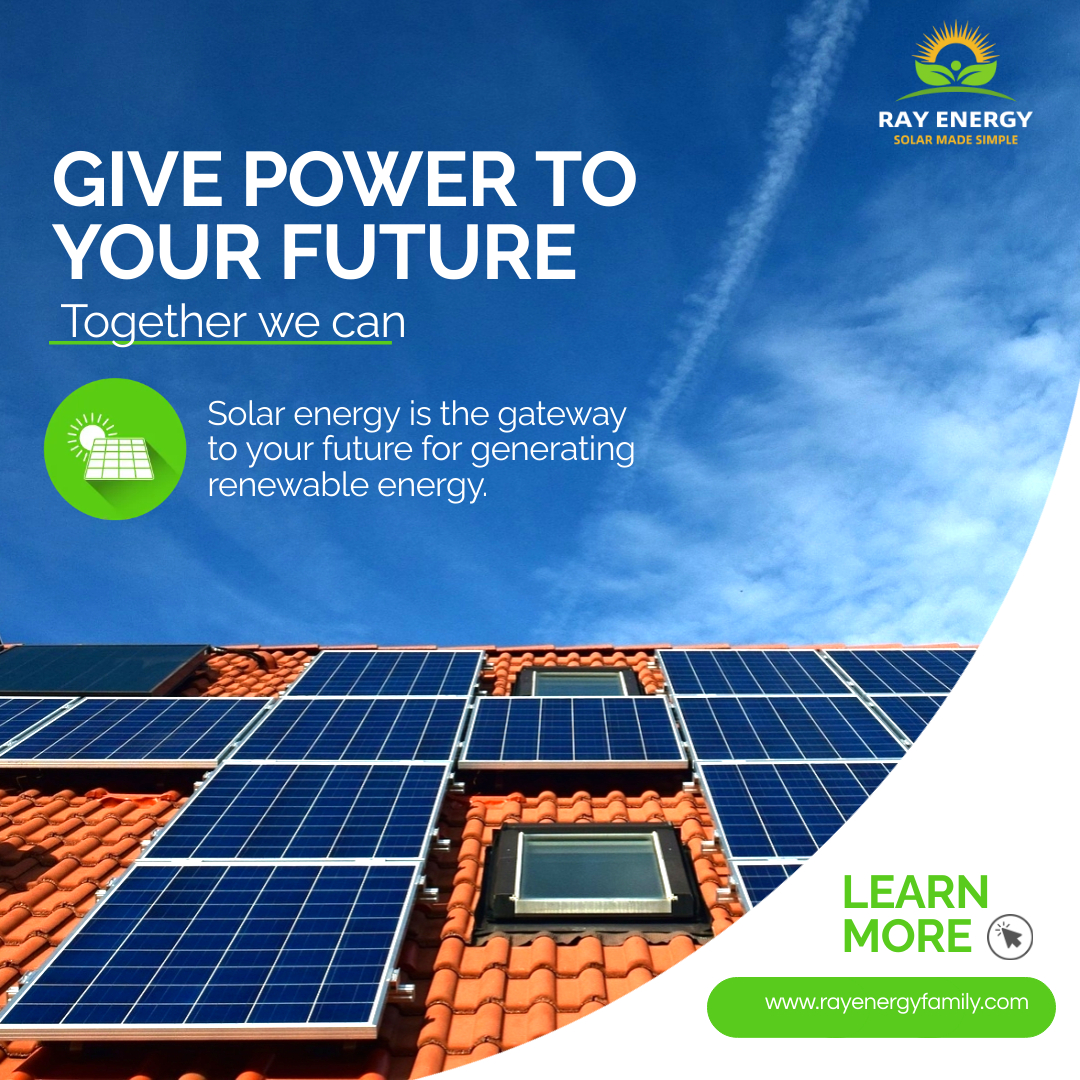 RAY ENERGY
SOLAR MADE SIMPLE
GIVE POWER TO
YOUR FUTURE
Together we can
Solar energy is the gateway
to your future for generating
renewable energy.
LEARN
MORE
www.rayenergyfamily.com